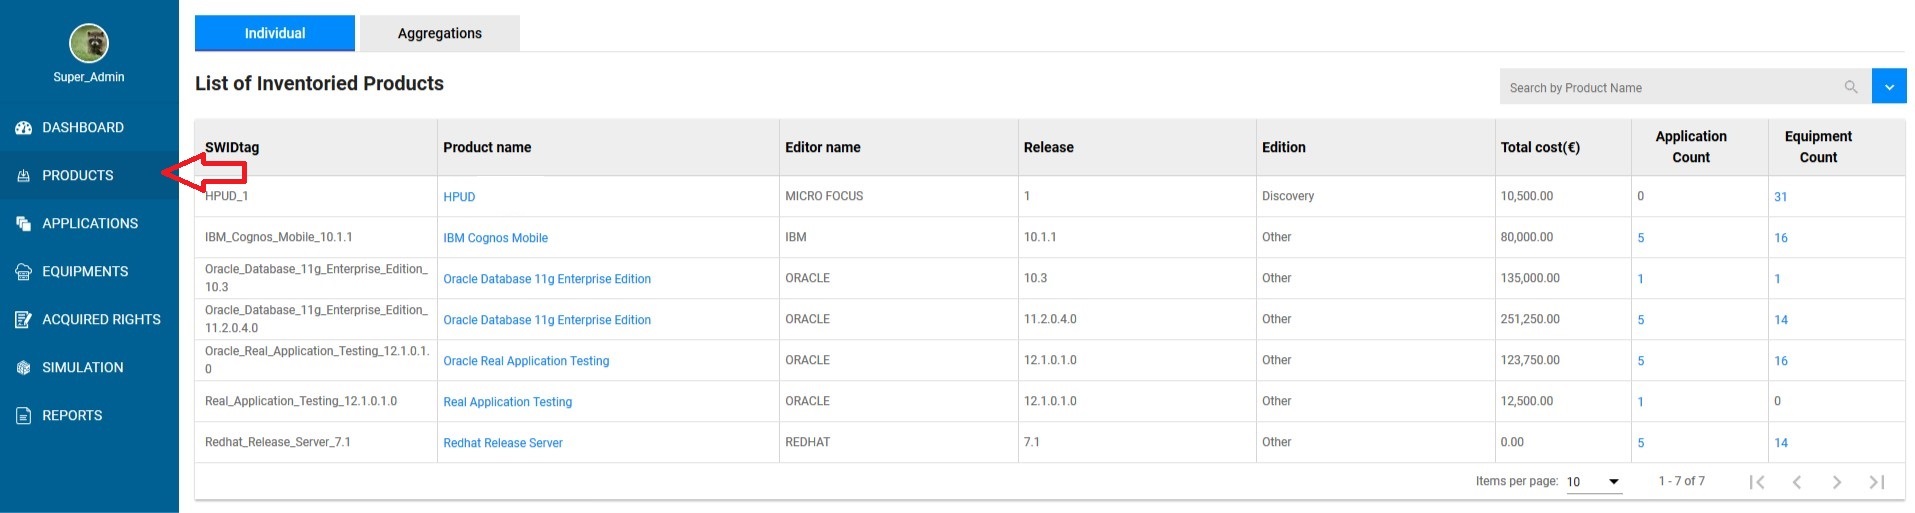 Super_Admin
DASHBOARD
PRODUCTS
APPLICATIONS
EQUIPMENTS
ACQUIRED RIGHTS
SIMULATION
REPORTS
Individual Aggregations
List of Inventoried Products
Search by Product Name
SWIDtag Product name Editor name Release Edition Total cost(€) Application Count Equipment Count
HPUD_1 HPUD MICRO FOCUS 1 Discovery 10,500.00 0 31
IBM_Cognos_Mobile_10.1.1 IBM Cognos Mobile IBM 10.1.1 Other 80,000.00 5 16
Oracle_Database_11g_Enterprise_Edition_10.3 Oracle Database 11g Enterprise Edition ORACLE 10.3 Other 135,000.00 1 1
Oracle_Database_11g_Enterprise_Edition_11.2.0.4.0 Oracle Database 11g Enterprise Edition ORACLE 11.2.0.4.0 Other 251,250.00 5 14
Oracle_Real_Application_Testing_12.1.0.1.0 Oracle Real Application Testing ORACLE 12.1.0.1.0 Other 123,750.00 5 16
Real_Application_Testing_12.1.0.1.0 Real Application Testing ORACLE 12.1.0.1.0 Other 12,500.00 1 0
Redhat_Release_Server_7.1 Redhat Release Server REDHAT 7.1 Other 0.00 5 14
Items per page: 10 1 - 7 of 7